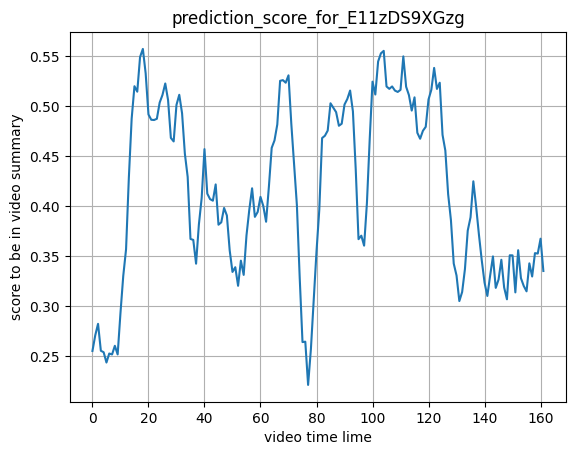 prediction_score_for_E11zDS9XGzg
score to be in video summary
0.55
0.50
0.45
0.40
0.35
0.30
0.25
0 20 40 60 80 100 120 140 160
video time lime